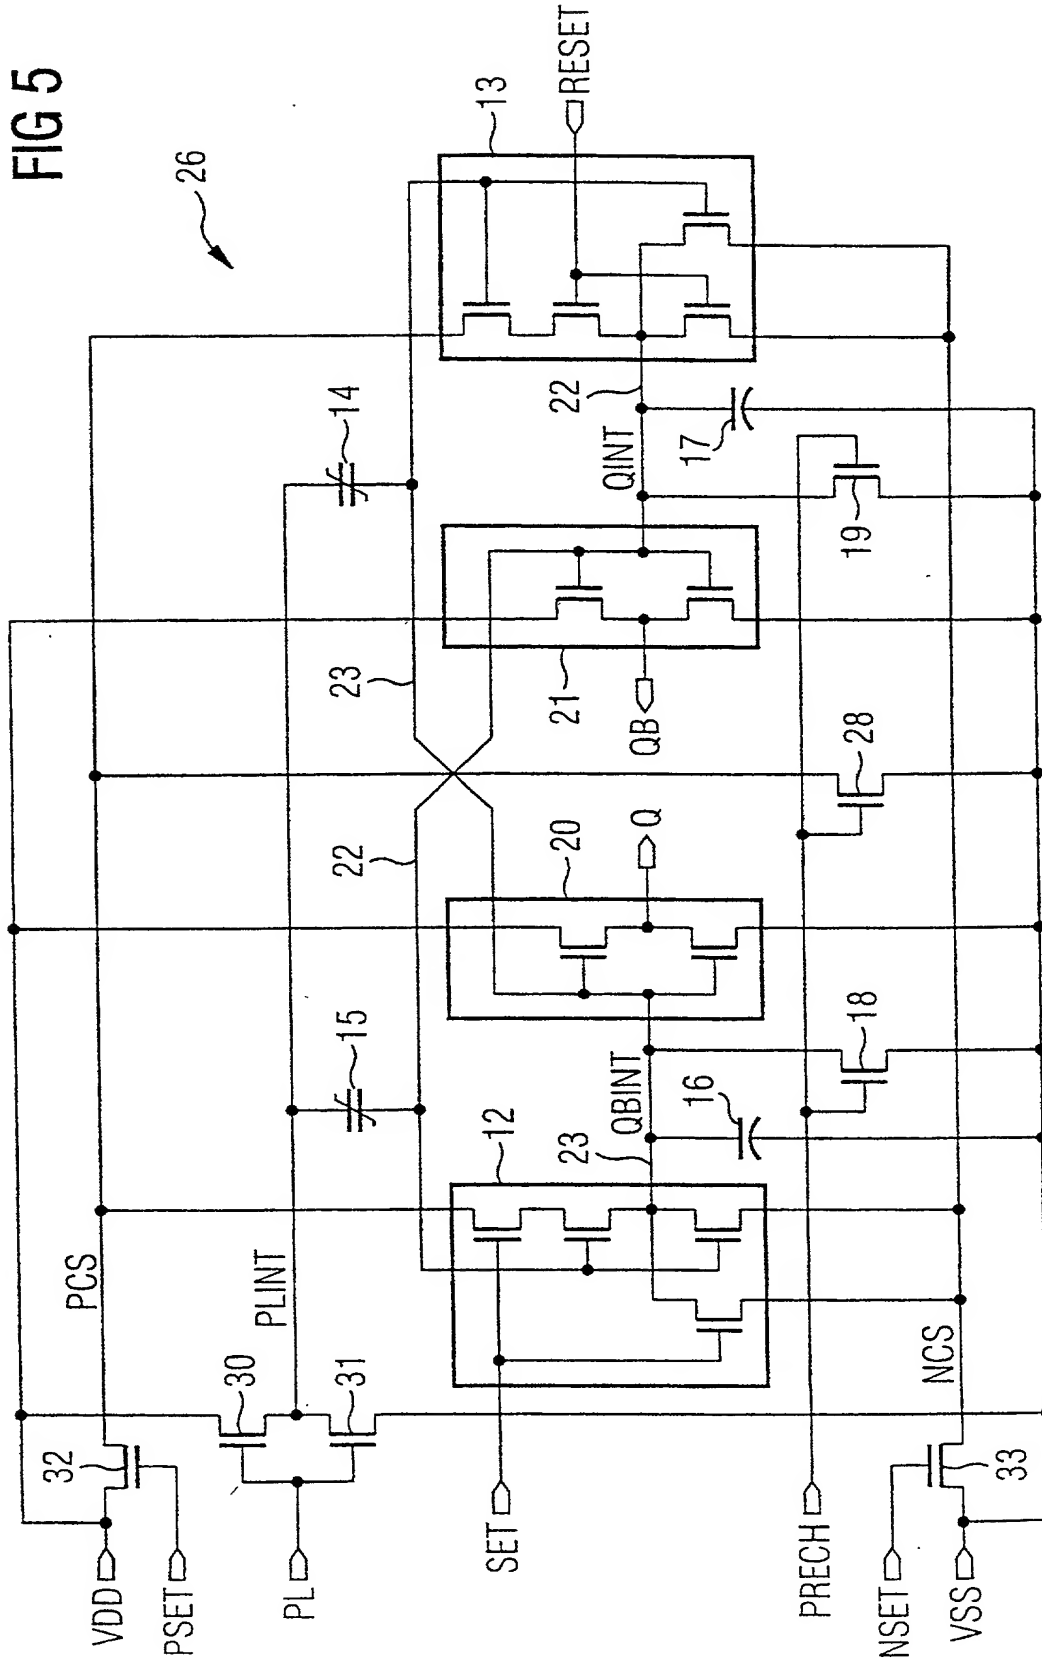 FIG 5
26
VDD
PSET
32
PCS
PL
30
31
PLINT
15
14
22
23
SET
12
23
QBINT
16
18
20
Q
28
QB
21
QINT
22
17
19
13
RESET
PRECH
NSET
VSS
33
NCS